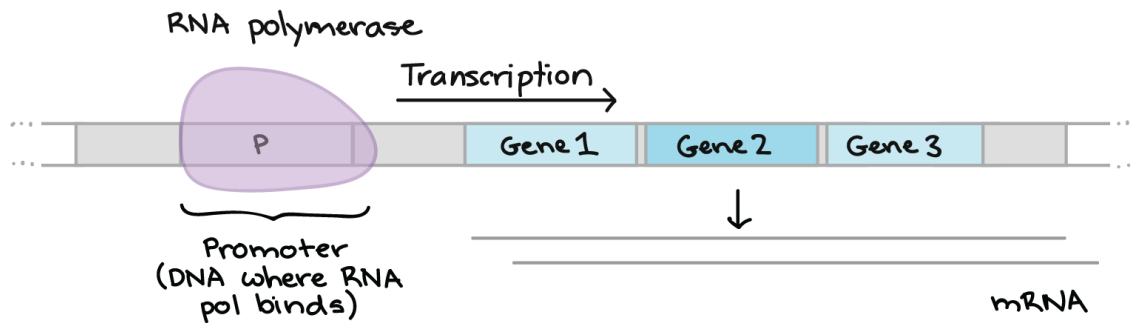 RNA polymerase
Transcription
P
Gene 1
Gene 2
Gene 3
Promoter
(DNA where RNA
pol binds)
mRNA